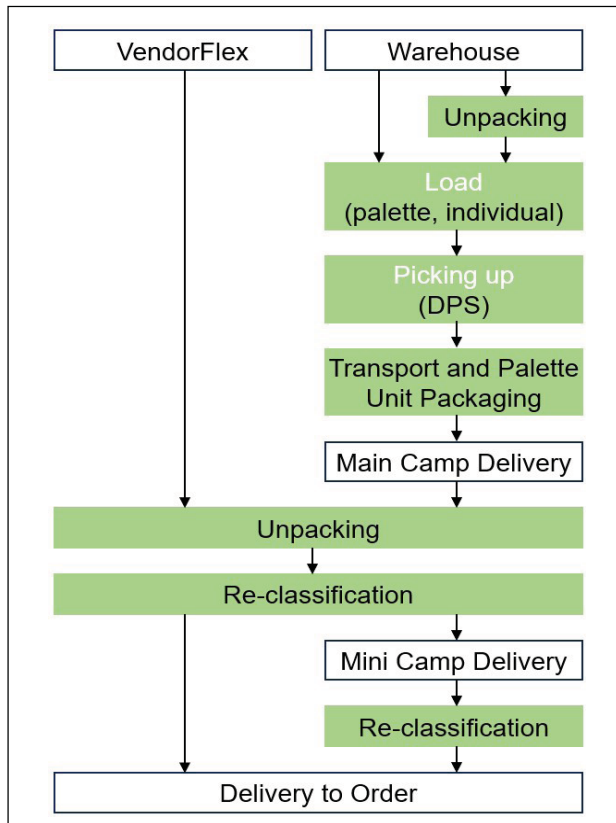 VendorFlex
Warehouse
Unpacking
Load
(palette, individual)
Picking up
(DPS)
Transport and Palette
Unit Packaging
Main Camp Delivery
Unpacking
Re-classification
Mini Camp Delivery
Re-classification
Delivery to Order